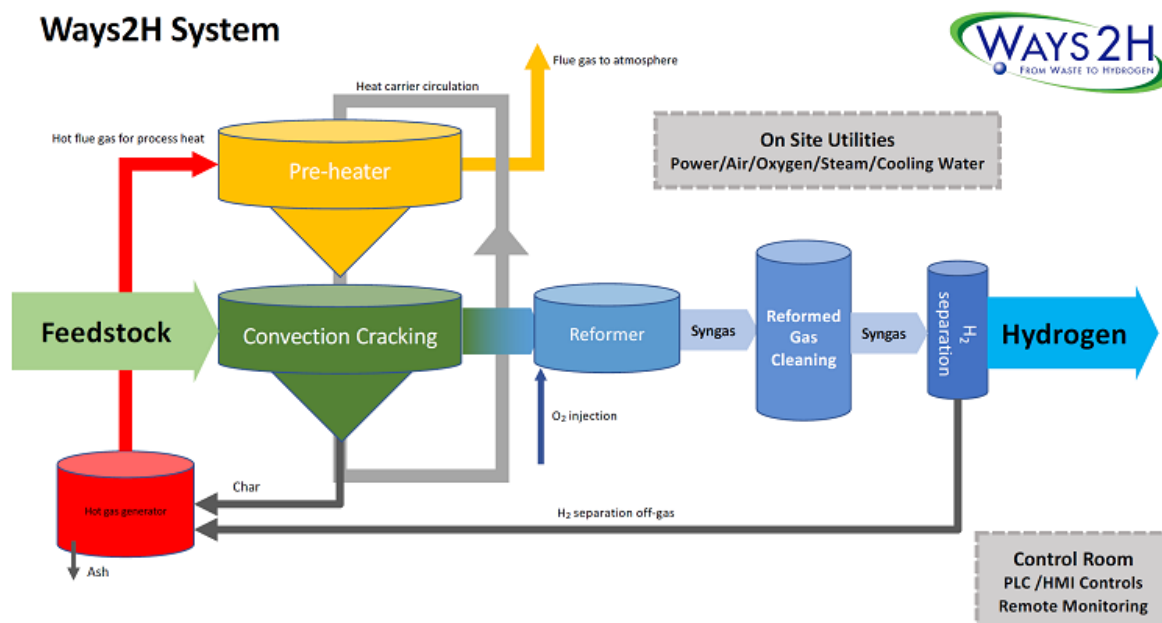 Ways2H System
WAYS2H
FROM WASTE TO HYDROGEN
Flue gas to atmosphere
Heat carrier circulation
Hot flue gas for process heat
On Site Utilities
Power/Air/Oxygen/Steam/Cooling Water
Pre-heater
Feedstock
Convection Cracking
Reformer
Syngas
Reformed
Gas
Cleaning
Syngas
H₂
separation
Hydrogen
O₂ injection
Char
Hot gas generator
H₂ separation off-gas
Ash
Control Room
PLC /HMI Controls
Remote Monitoring